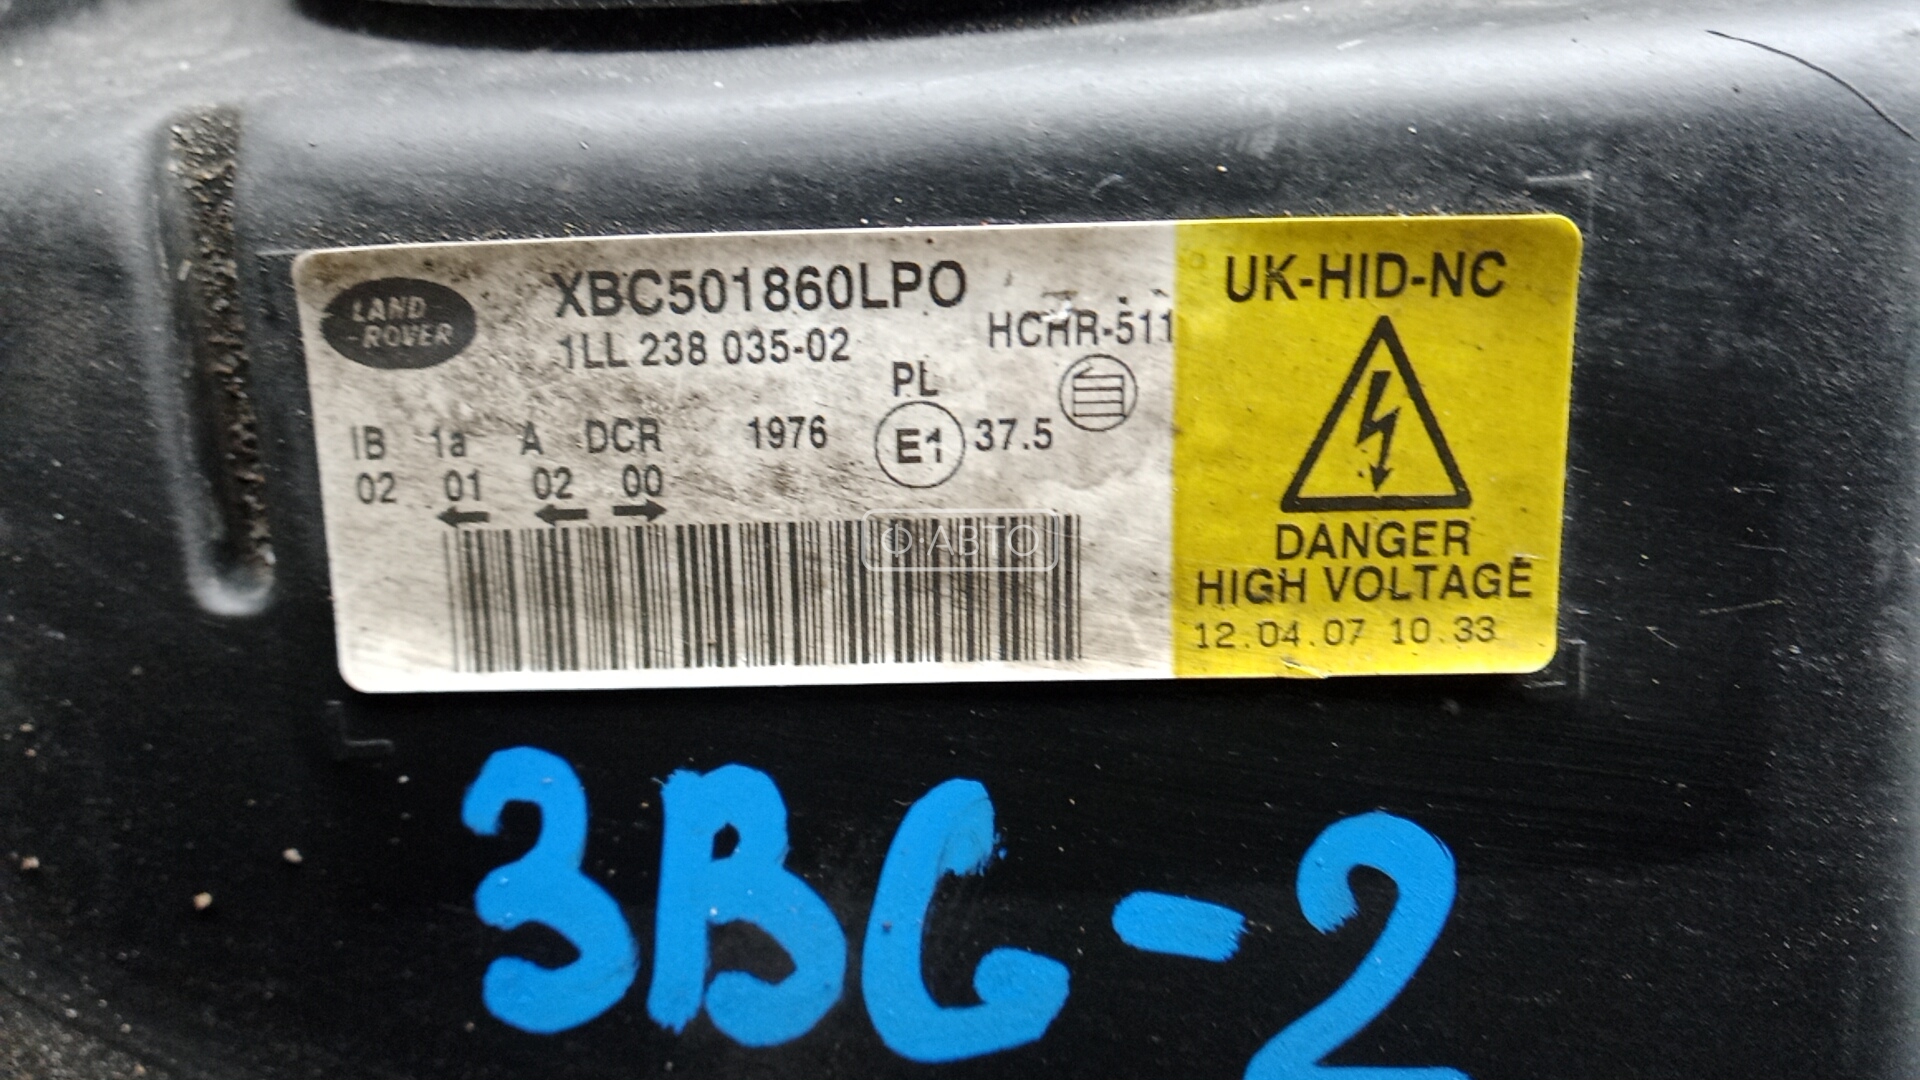 LAND
-ROVER
XBC501860LPO
1LL 238 035-02
HCHR-511
PL
IB 1a A DCR 1976 E1 37.5
02 01 02 00
← ← →
UK-HID-NC
DANGER
HIGH VOLTAGE
12.04.07 10.33
Ф АВТО
3BC-2